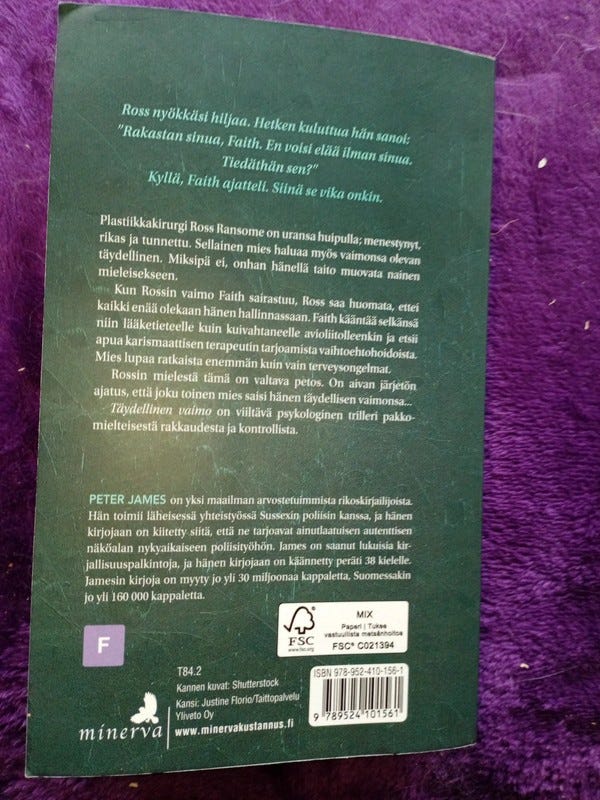 Ross nyökkäsi hiljaa. Hetken kuluttua hän sanoi:
"Rakastan sinua, Faith. En voisi elää ilman sinua.
Tiedäthän sen?"
Kyllä, Faith ajatteli. Siinä se vika onkin.
Plastiikkakirurgi Ross Ransome on uransa huipulla; menestynyt,
rikas ja tunnettu. Sellainen mies haluaa myös vaimonsa olevan
täydellinen. Miksipä ei, onhan hänellä taito muovata nainen
mieleisekseen.
Kun Rossin vaimo Faith sairastuu, Ross saa huomata, ettei
kaikki enää olekaan hänen hallinnassaan. Faith kääntää selkänsä
niin lääketieteelle kuin kuivahtaneelle avioliitolleenkin ja etsii
apua karismaattisen terapeutin tarjoamista vaihtoehtohoidoista.
Mies lupaa ratkaista enemmän kuin vain terveysongelmat.
Rossin mielestä tämä on valtava petos. On aivan järjetön
ajatus, että joku toinen mies saisi hänen täydellisen vaimonsa...
Täydellinen vaimo on viiltävä psykologinen trilleri pakko-
mielteisestä rakkaudesta ja kontrollista.
PETER JAMES on yksi maailman arvostetuimmista rikoskirjailijoista.
Hän toimii läheisessä yhteistyössä Sussexin poliisin kanssa, ja hänen
kirjojaan on kiitetty siitä, että ne tarjoavat ainutlaatuisen autenttisen
näköalan nykyaikaiseen poliisityöhön. James on saanut lukuisia kir-
jallisuuspalkintoja, ja hänen kirjojaan on käännetty peräti 38 kielelle.
Jamesin kirjoja on myyty jo yli 30 miljoonaa kappaletta, Suomessakin
jo yli 160 000 kappaletta.
F
FSC
www.fsc.org
MIX
Paperi | Tukee
vastuullista metsänhoitoa
FSC® C021394
T84.2
Kannen kuvat: Shutterstock
Kansi: Justine Florio/Taittopalvelu
Yliveto Oy
www.minervakustannus.fi
minerva
ISBN 978-952-410-156-1
9 789524 101561